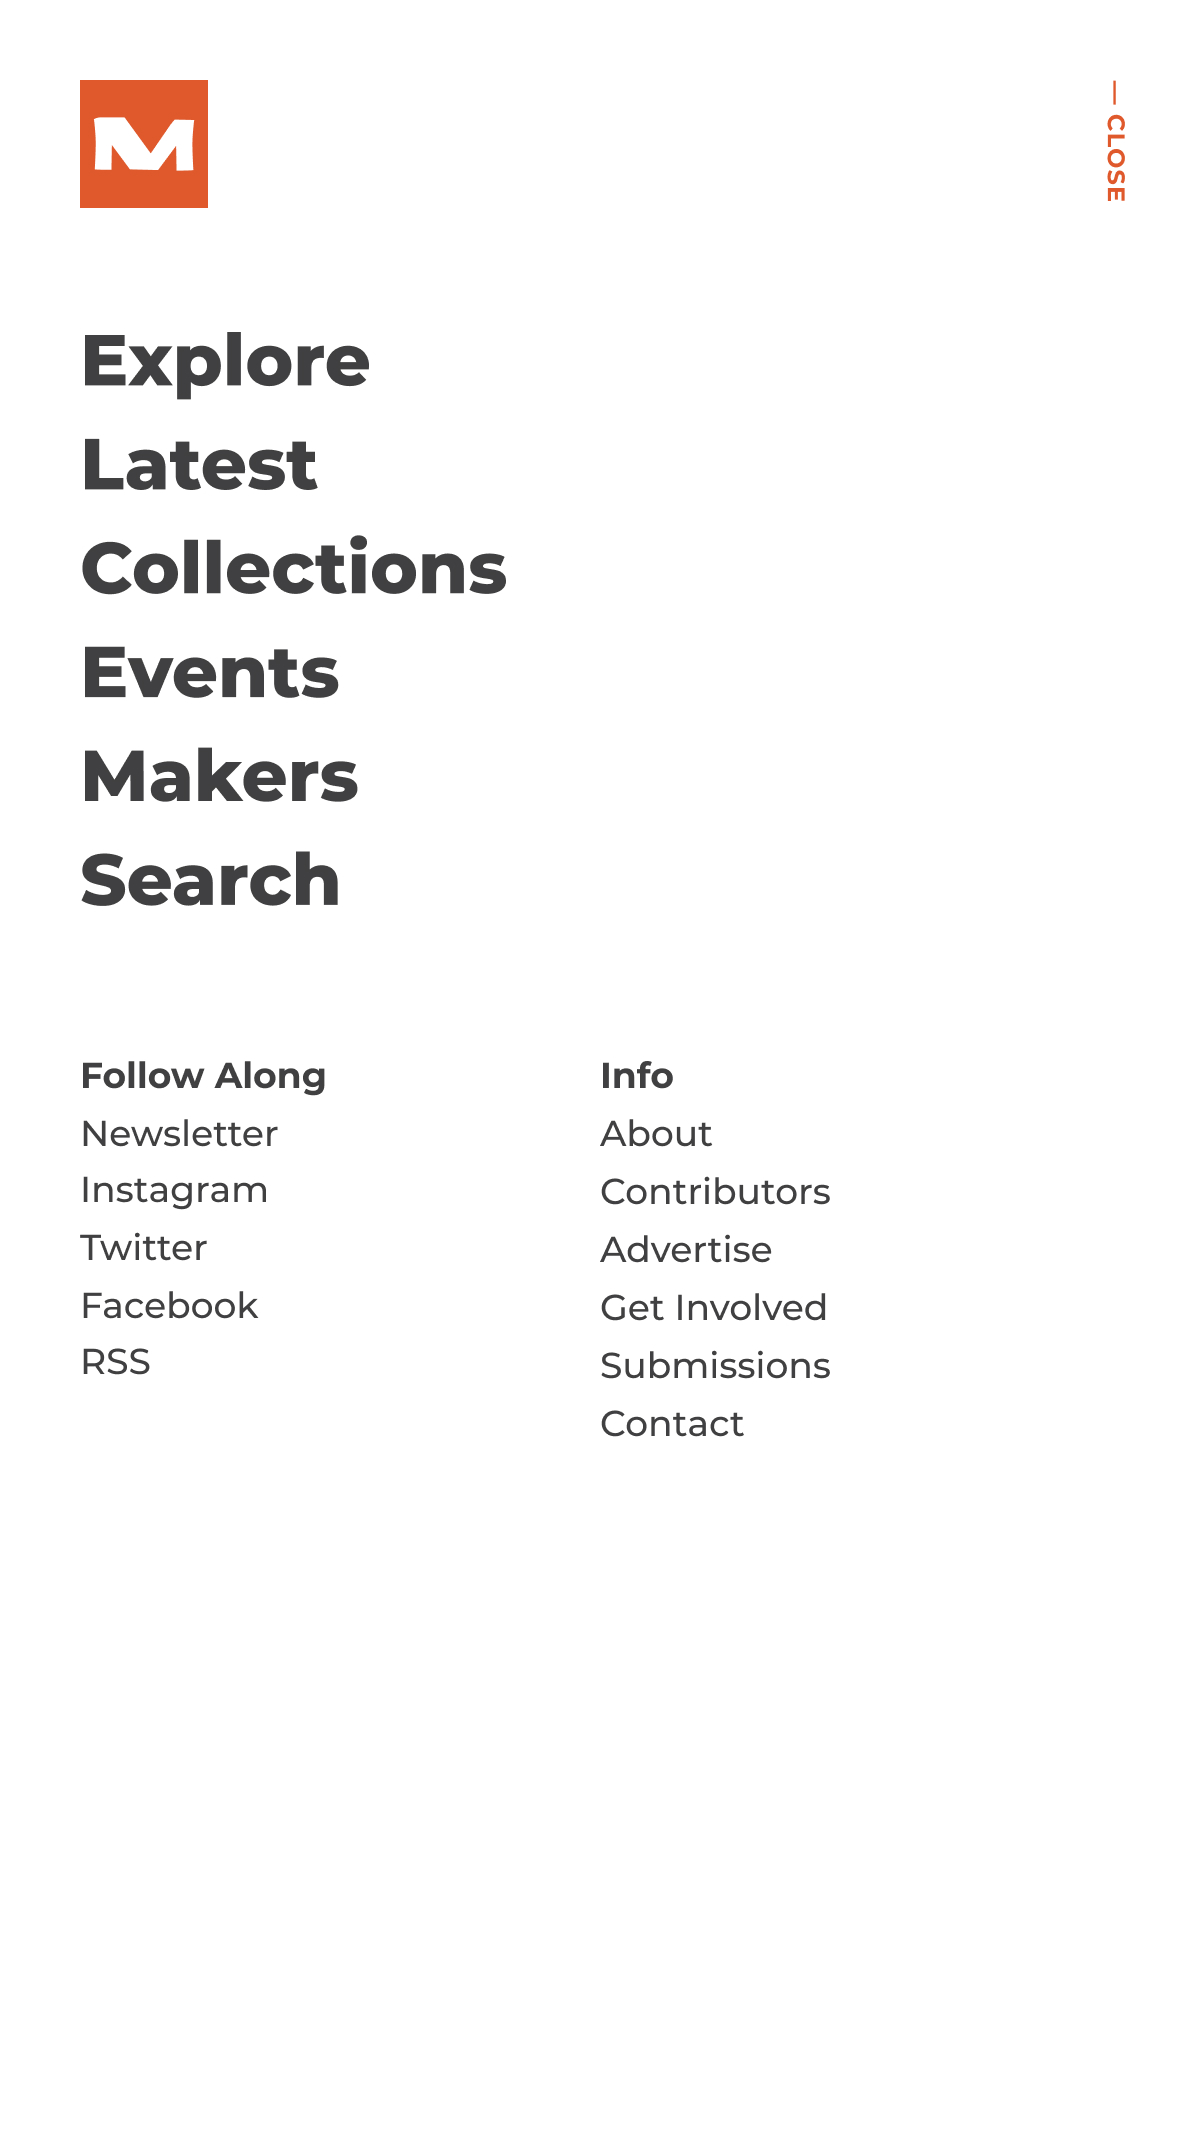 M
— CLOSE
Explore
Latest
Collections
Events
Makers
Search
Follow Along
Newsletter
Instagram
Twitter
Facebook
RSS
Info
About
Contributors
Advertise
Get Involved
Submissions
Contact